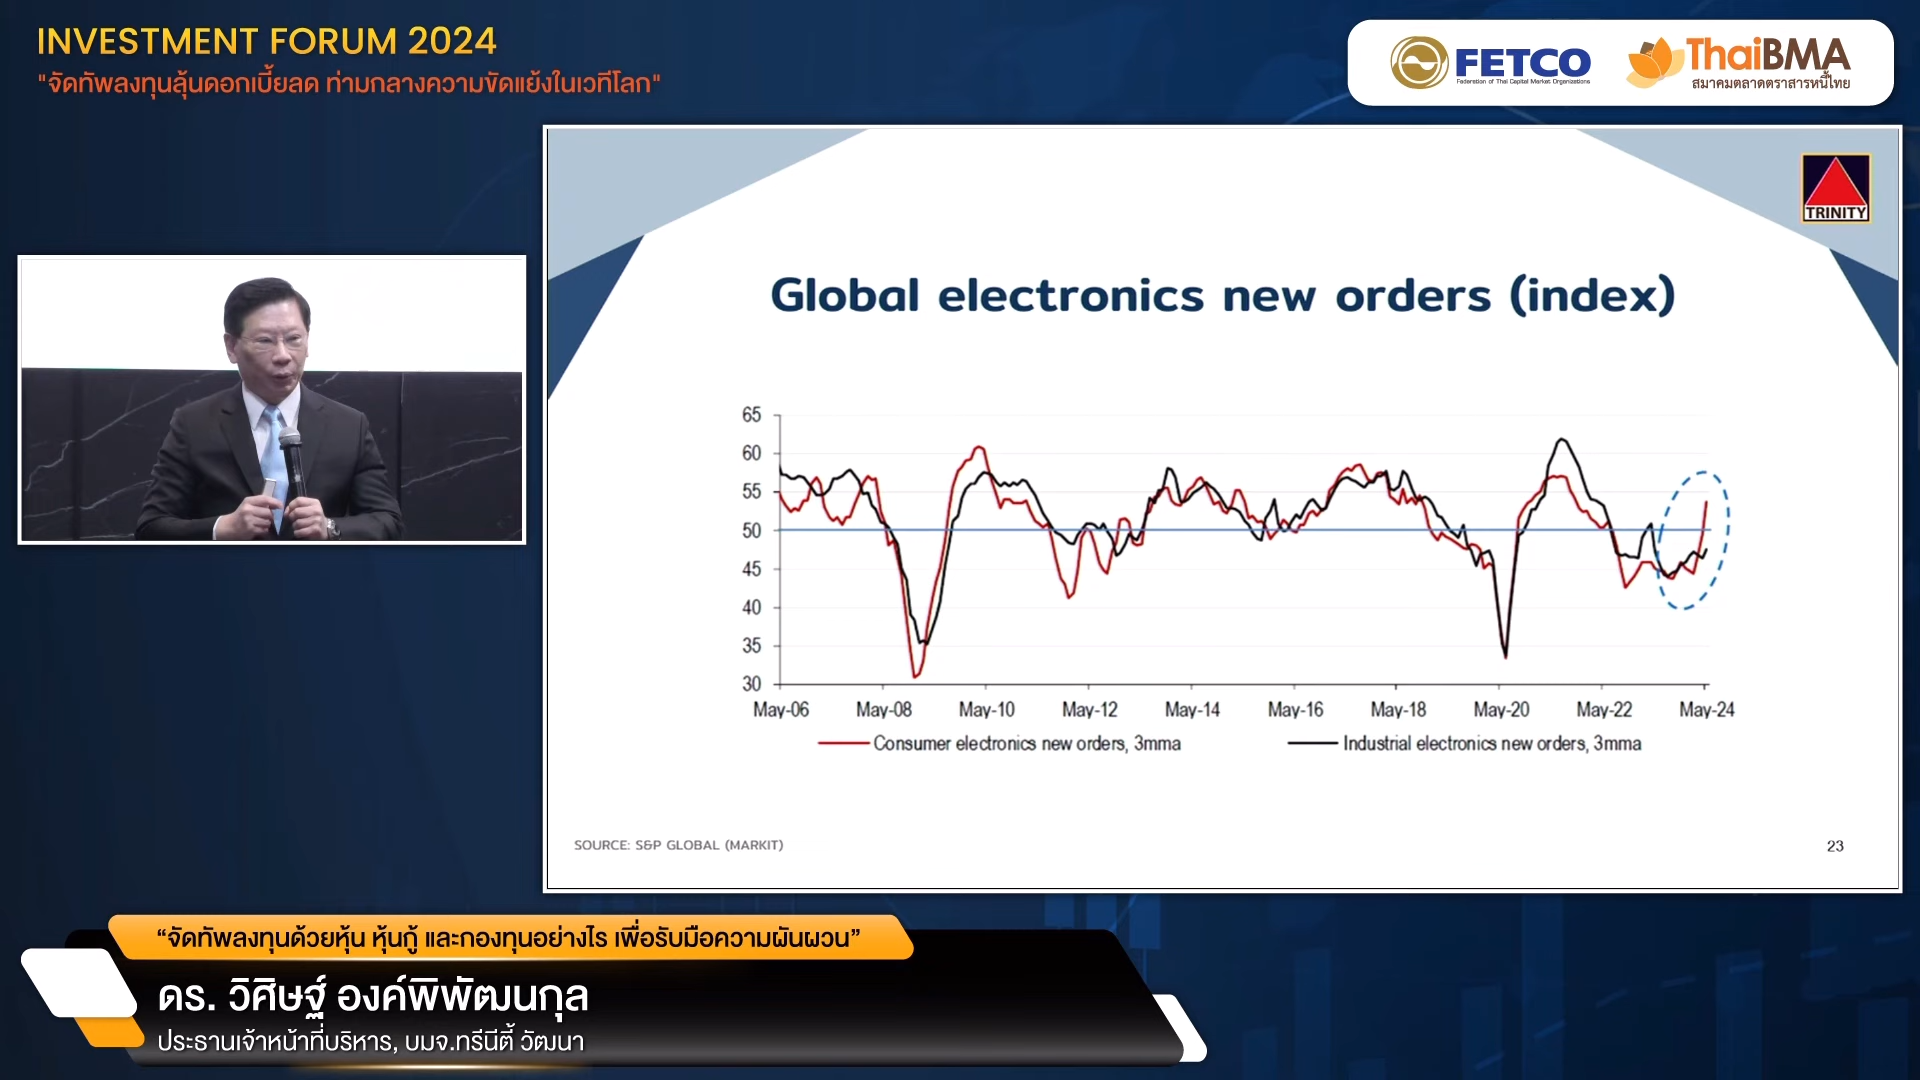 INVESTMENT FORUM 2024
"จัดทัพลงทุนลุ้นดอกเบี้ยลด ท่ามกลางความขัดแย้งในเวทีโลก"
FETCO
Federation of Thai Capital Market Organizations
ThaiBMA
สมาคมตลาดตราสารหนี้ไทย
TRINITY
Global electronics new orders (index)
65
60
55
50
45
40
35
30
May-06 May-08 May-10 May-12 May-14 May-16 May-18 May-20 May-22 May-24
Consumer electronics new orders, 3mma Industrial electronics new orders, 3mma
SOURCE: S&P GLOBAL (MARKIT)
23
“จัดทัพลงทุนด้วยหุ้น หุ้นกู้ และกองทุนอย่างไร เพื่อรับมือความผันผวน”
ดร. วิศิษฐ์ องค์พิพัฒนกุล
ประธานเจ้าหน้าที่บริหาร, บมจ.ทรีนีตี้ วัฒนา